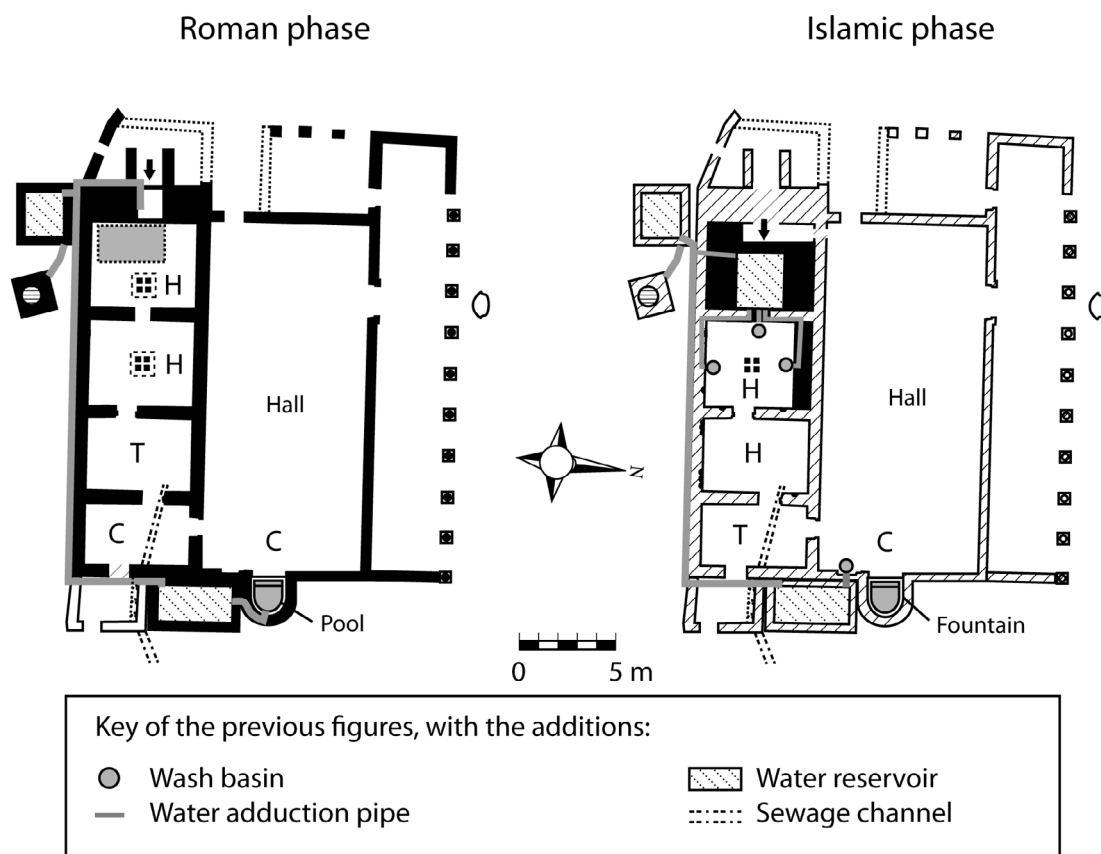 Roman phase
Islamic phase
H
H
Hall
T
C
C
Pool
N
0 5 m
H
Hall
H
T
C
Fountain
Key of the previous figures, with the additions:
Wash basin
Water reservoir
Water adduction pipe
Sewage channel